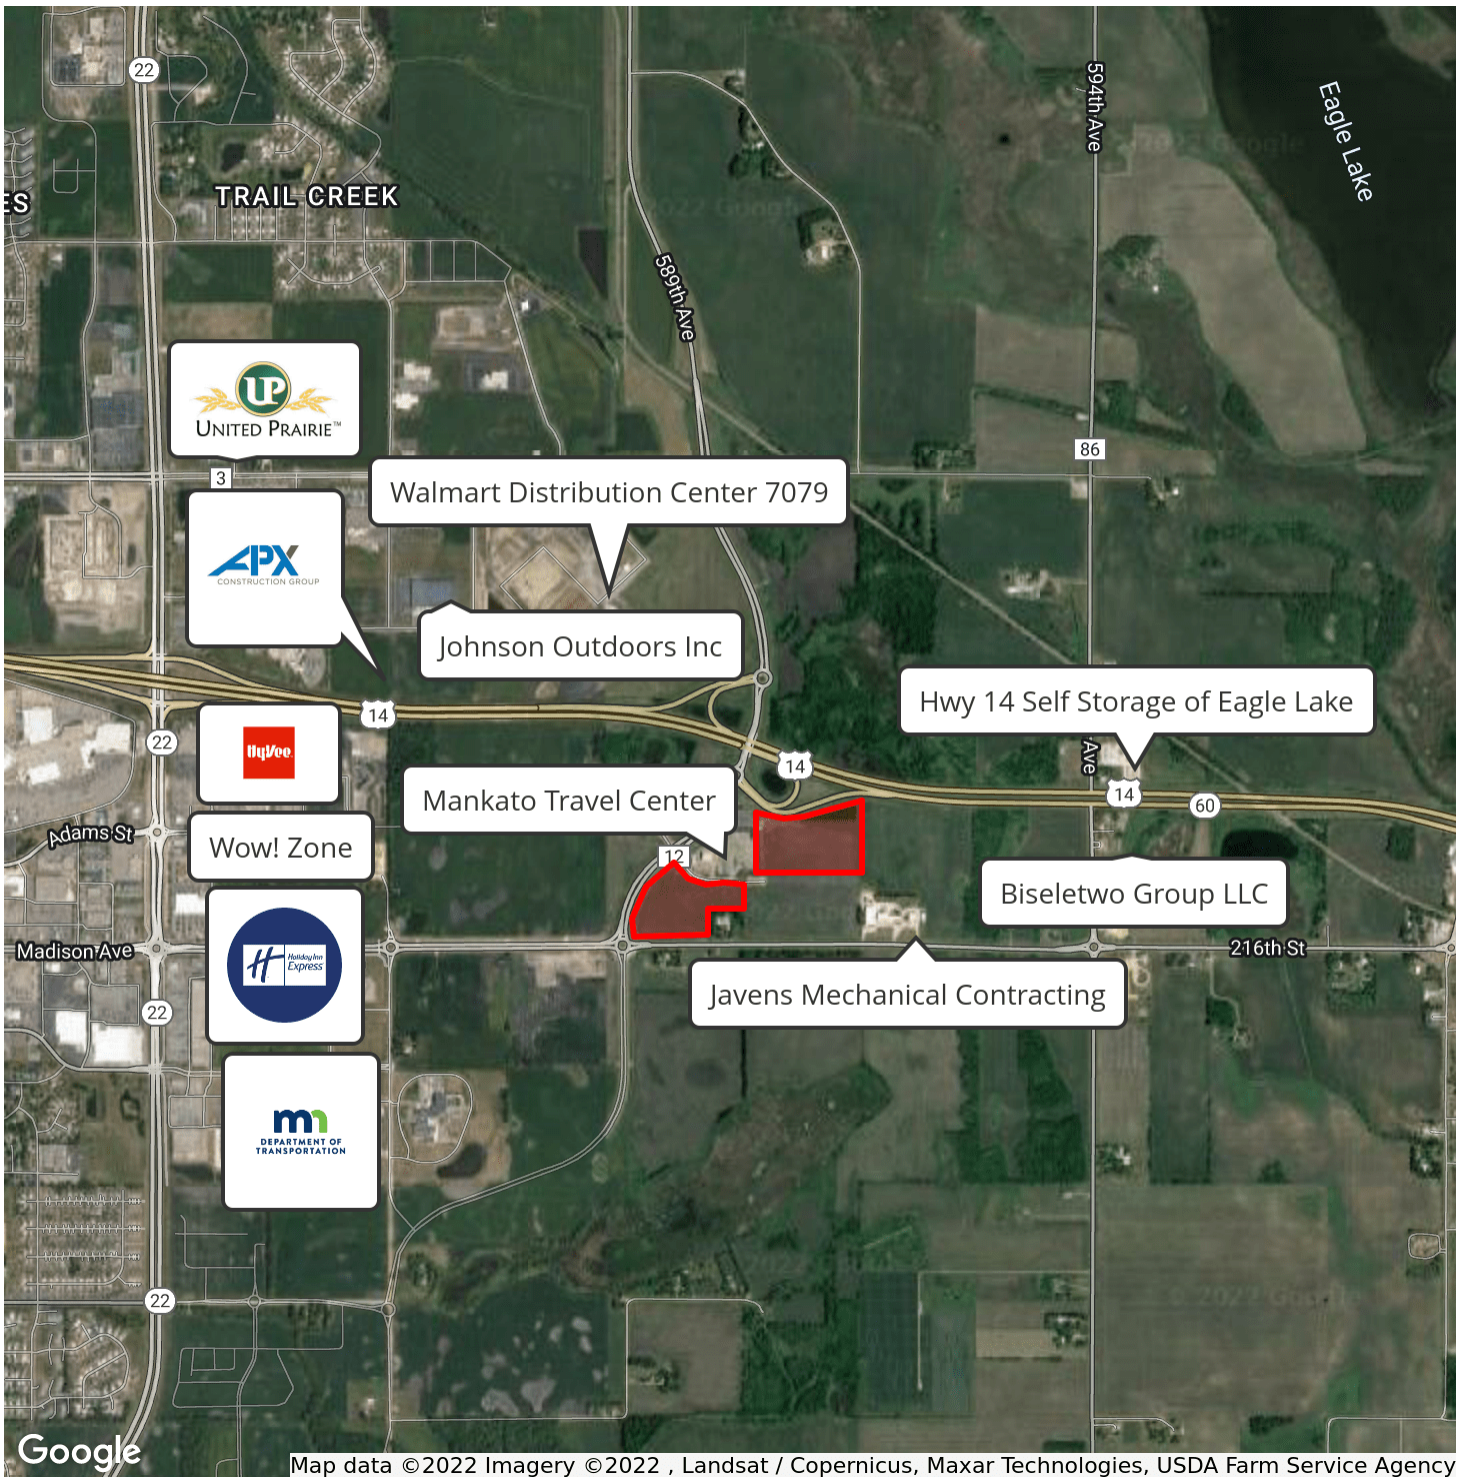 22
594th Ave
Eagle Lake
TRAIL CREEK
ES
589th Ave
UP
UNITED PRAIRIE™
86
3
Walmart Distribution Center 7079
APX
CONSTRUCTION GROUP
Johnson Outdoors Inc
Hwy 14 Self Storage of Eagle Lake
14
22
HyVee
Ave
14
14
60
Mankato Travel Center
Adams St
Wow! Zone
12
Biseletwo Group LLC
Madison Ave
H Holiday Inn
Express
216th St
Javens Mechanical Contracting
22
mn
DEPARTMENT OF
TRANSPORTATION
22
Google
Map data ©2022 Imagery ©2022 , Landsat / Copernicus, Maxar Technologies, USDA Farm Service Agency